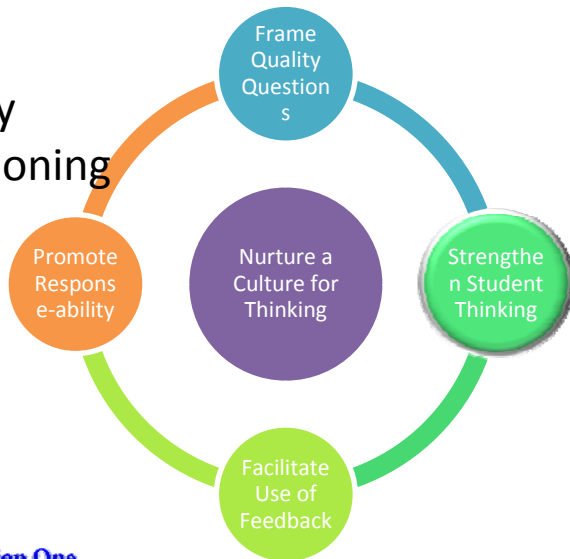 Frame
Quality
Question
s
y
oning
Promote
Respons
e-ability
Nurture a
Culture for
Thinking
Strengthe
n Student
Thinking
Facilitate
Use of
Feedback